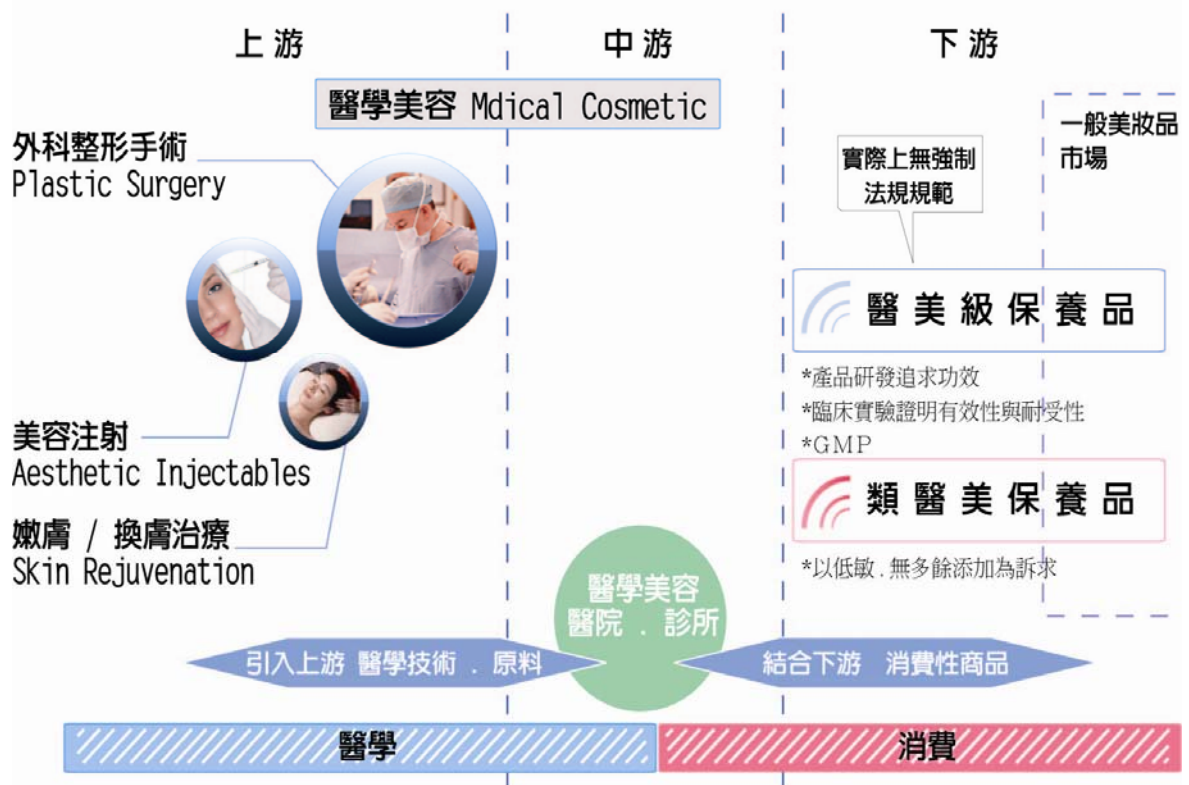 上游
中游
下游
醫學美容 Mdical Cosmetic
一般美妝品
市場
外科整形手術
Plastic Surgery
實際上無強制
法規規範
醫美級保養品
*產品研發追求功效
*臨床實驗證明有效性與耐受性
*GMP
美容注射
Aesthetic Injectables
類醫美保養品
嫩膚 / 換膚治療
Skin Rejuvenation
*以低敏.無多餘添加為訴求
醫學美容
醫院 . 診所
引入上游 醫學技術 . 原料
結合下游 消費性商品
醫學
消費